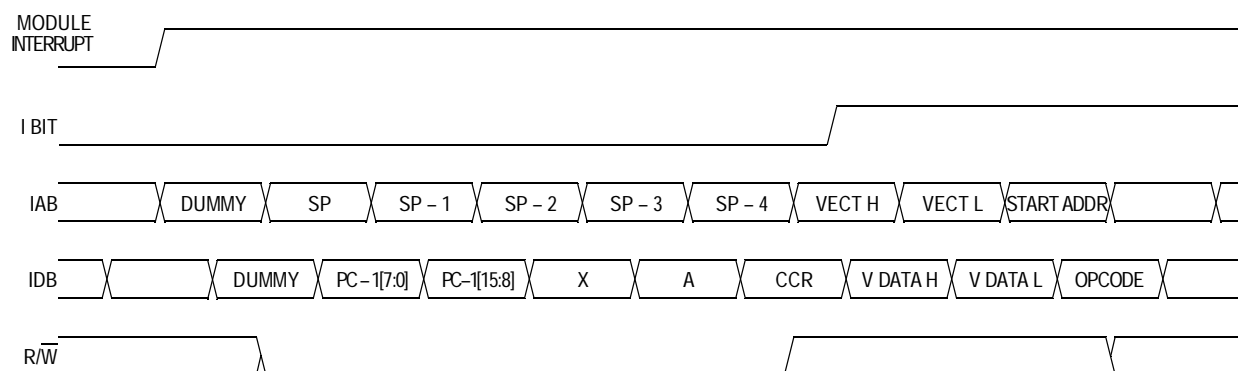 MODULE
INTERRUPT
I BIT
IAB DUMMY SP SP – 1 SP – 2 SP – 3 SP – 4 VECT H VECT L START ADDR
IDB DUMMY PC – 1[7:0] PC–1[15:8] X A CCR V DATA H V DATA L OPCODE
R/W̅